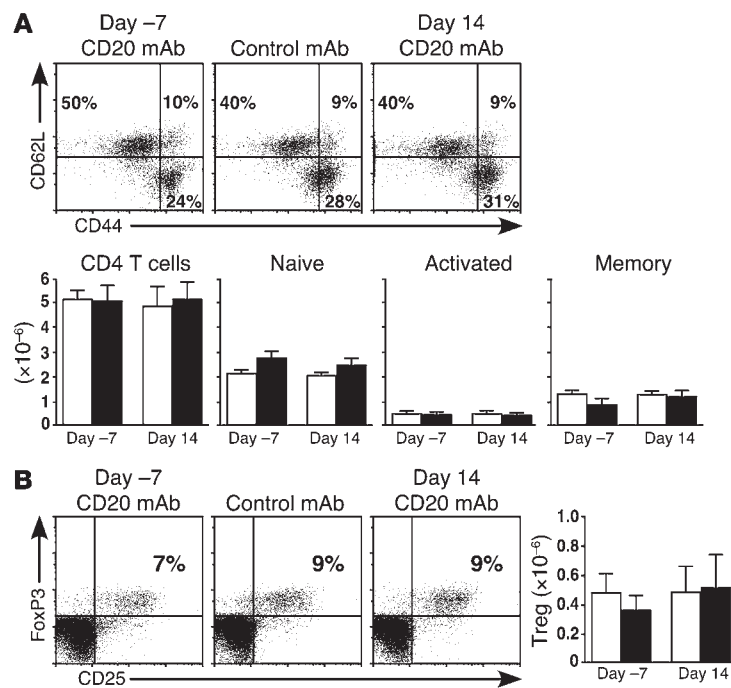 A
Day –7 Day 14
CD20 mAb Control mAb CD20 mAb
50% 10% 40% 9% 40% 9%
CD62L
24% 28% 31%
CD44
CD4 T cells Naive Activated Memory
6
5
4
3
2
1
0
(×10⁻⁶)
Day –7 Day 14 Day –7 Day 14 Day –7 Day 14 Day –7 Day 14
B
Day –7 Day 14
CD20 mAb Control mAb CD20 mAb
7% 9% 9%
FoxP3
CD25
1.0
0.8
0.6
0.4
0.2
0
Treg (×10⁻⁶)
Day –7 Day 14